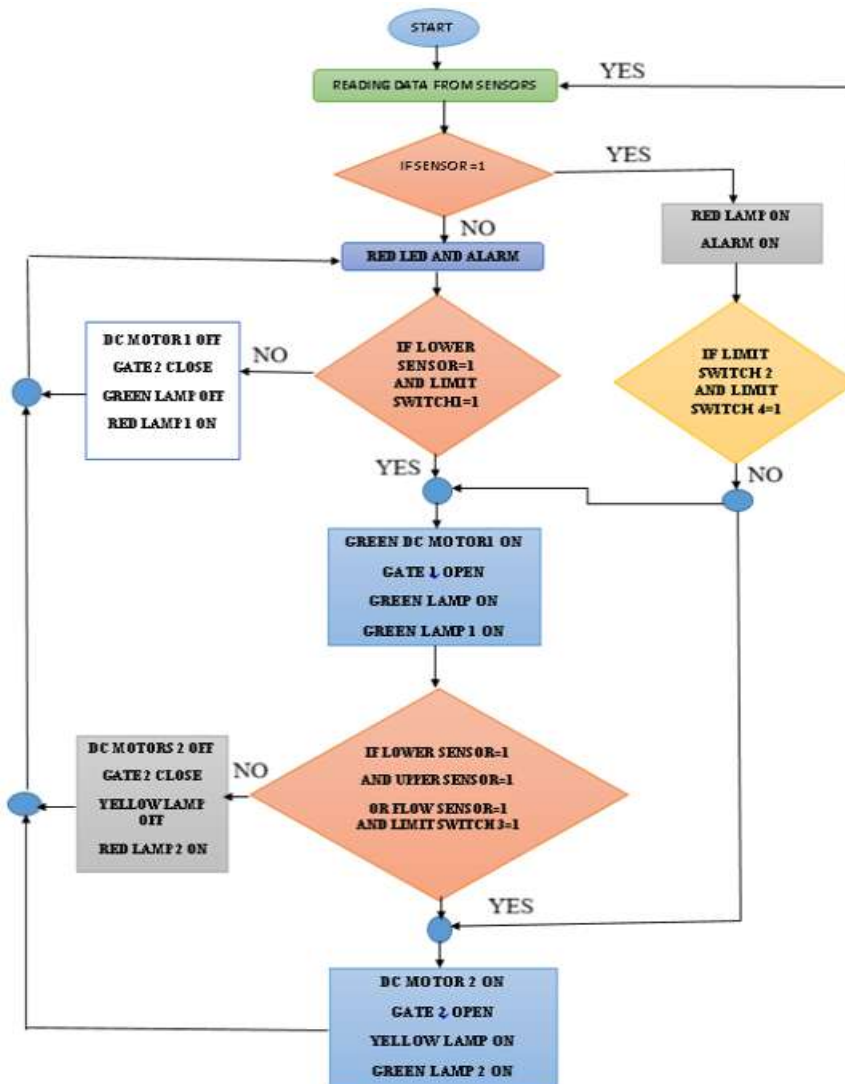 START
READING DATA FROM SENSORS
YES
IF SENSOR =1
YES
NO
RED LAMP ON
ALARM ON
RED LED AND ALARM
DC MOTOR 1 OFF
GATE 2 CLOSE
GREEN LAMP OFF
RED LAMP 1 ON
NO
IF LOWER
SENSOR=1
AND LIMIT
SWITCH1=1
IF LIMIT
SWITCH 2
AND LIMIT
SWITCH 4=1
YES
NO
GREEN DC MOTOR1 ON
GATE 1 OPEN
GREEN LAMP ON
GREEN LAMP 1 ON
DC MOTORS 2 OFF
GATE 2 CLOSE
YELLOW LAMP
OFF
RED LAMP 2 ON
NO
IF LOWER SENSOR=1
AND UPPER SENSOR=1
OR FLOW SENSOR=1
AND LIMIT SWITCH 3=1
YES
DC MOTOR 2 ON
GATE 2 OPEN
YELLOW LAMP ON
GREEN LAMP 2 ON